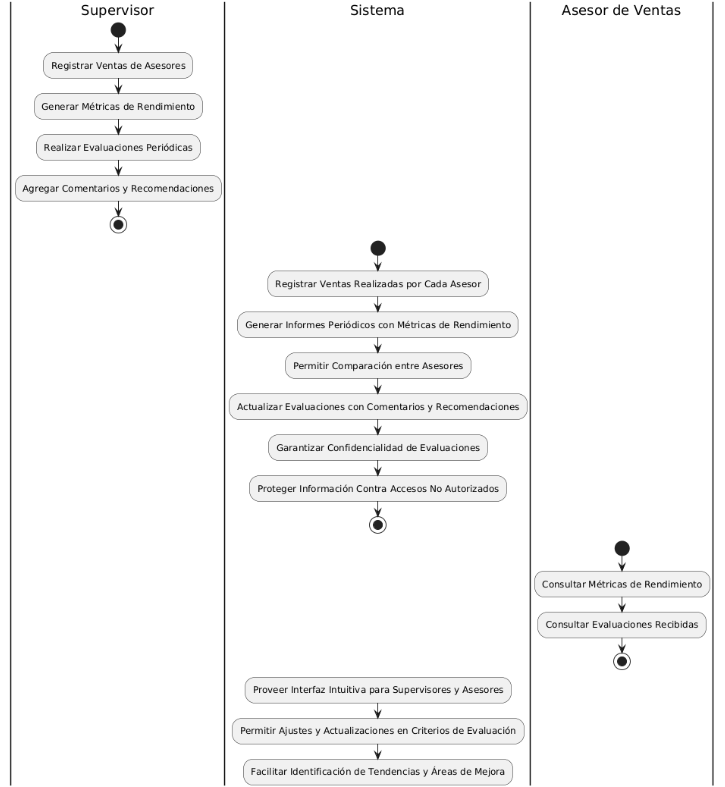 Supervisor
Sistema
Asesor de Ventas
Registrar Ventas de Asesores
Generar Métricas de Rendimiento
Realizar Evaluaciones Periódicas
Agregar Comentarios y Recomendaciones
Registrar Ventas Realizadas por Cada Asesor
Generar Informes Periódicos con Métricas de Rendimiento
Permitir Comparación entre Asesores
Actualizar Evaluaciones con Comentarios y Recomendaciones
Garantizar Confidencialidad de Evaluaciones
Proteger Información Contra Accesos No Autorizados
Consultar Métricas de Rendimiento
Consultar Evaluaciones Recibidas
Proveer Interfaz Intuitiva para Supervisores y Asesores
Permitir Ajustes y Actualizaciones en Criterios de Evaluación
Facilitar Identificación de Tendencias y Áreas de Mejora